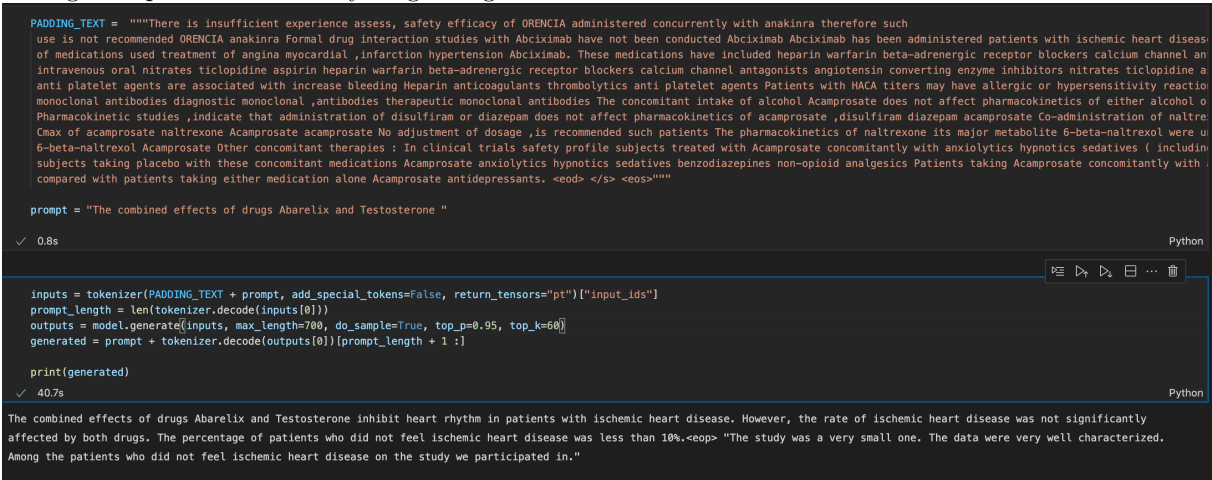 PADDING_TEXT = """There is insufficient experience assess, safety efficacy of ORENCIA administered concurrently with anakinra therefore such
use is not recommended ORENCIA anakinra Formal drug interaction studies with Abciximab have not been conducted Abciximab Abciximab has been administered patients with ischemic heart diseas
of medications used treatment of angina myocardial ,infarction hypertension Abciximab. These medications have included heparin warfarin beta-adrenergic receptor blockers calcium channel an
intravenous oral nitrates ticlopidine aspirin heparin warfarin beta-adrenergic receptor blockers calcium channel antagonists angiotensin converting enzyme inhibitors nitrates ticlopidine a
anti platelet agents are associated with increase bleeding Heparin anticoagulants thrombolytics anti platelet agents Patients with HACA titers may have allergic or hypersensitivity reactio
monoclonal antibodies diagnostic monoclonal ,antibodies therapeutic monoclonal antibodies The concomitant intake of alcohol Acamprosate does not affect pharmacokinetics of either alcohol o
Pharmacokinetic studies ,indicate that administration of disulfiram or diazepam does not affect pharmacokinetics of acamprosate ,disulfiram diazepam acamprosate Co-administration of naltre
Cmax of acamprosate naltrexone Acamprosate acamprosate No adjustment of dosage ,is recommended such patients The pharmacokinetics of naltrexone its major metabolite 6-beta-naltrexol were u
6-beta-naltrexol Acamprosate Other concomitant therapies : In clinical trials safety profile subjects treated with Acamprosate concomitantly with anxiolytics hypnotics sedatives ( includin
subjects taking placebo with these concomitant medications Acamprosate anxiolytics hypnotics sedatives benzodiazepines non-opioid analgesics Patients taking Acamprosate concomitantly with
compared with patients taking either medication alone Acamprosate antidepressants. <eod> </s> <eos>"""
prompt = "The combined effects of drugs Abarelix and Testosterone "
0.8s Python
inputs = tokenizer(PADDING_TEXT + prompt, add_special_tokens=False, return_tensors="pt")["input_ids"]
prompt_length = len(tokenizer.decode(inputs[0]))
outputs = model.generate(inputs, max_length=700, do_sample=True, top_p=0.95, top_k=60)
generated = prompt + tokenizer.decode(outputs[0])[prompt_length + 1 :]
print(generated)
40.7s Python
The combined effects of drugs Abarelix and Testosterone inhibit heart rhythm in patients with ischemic heart disease. However, the rate of ischemic heart disease was not significantly
affected by both drugs. The percentage of patients who did not feel ischemic heart disease was less than 10%.<eop> "The study was a very small one. The data were very well characterized.
Among the patients who did not feel ischemic heart disease on the study we participated in."